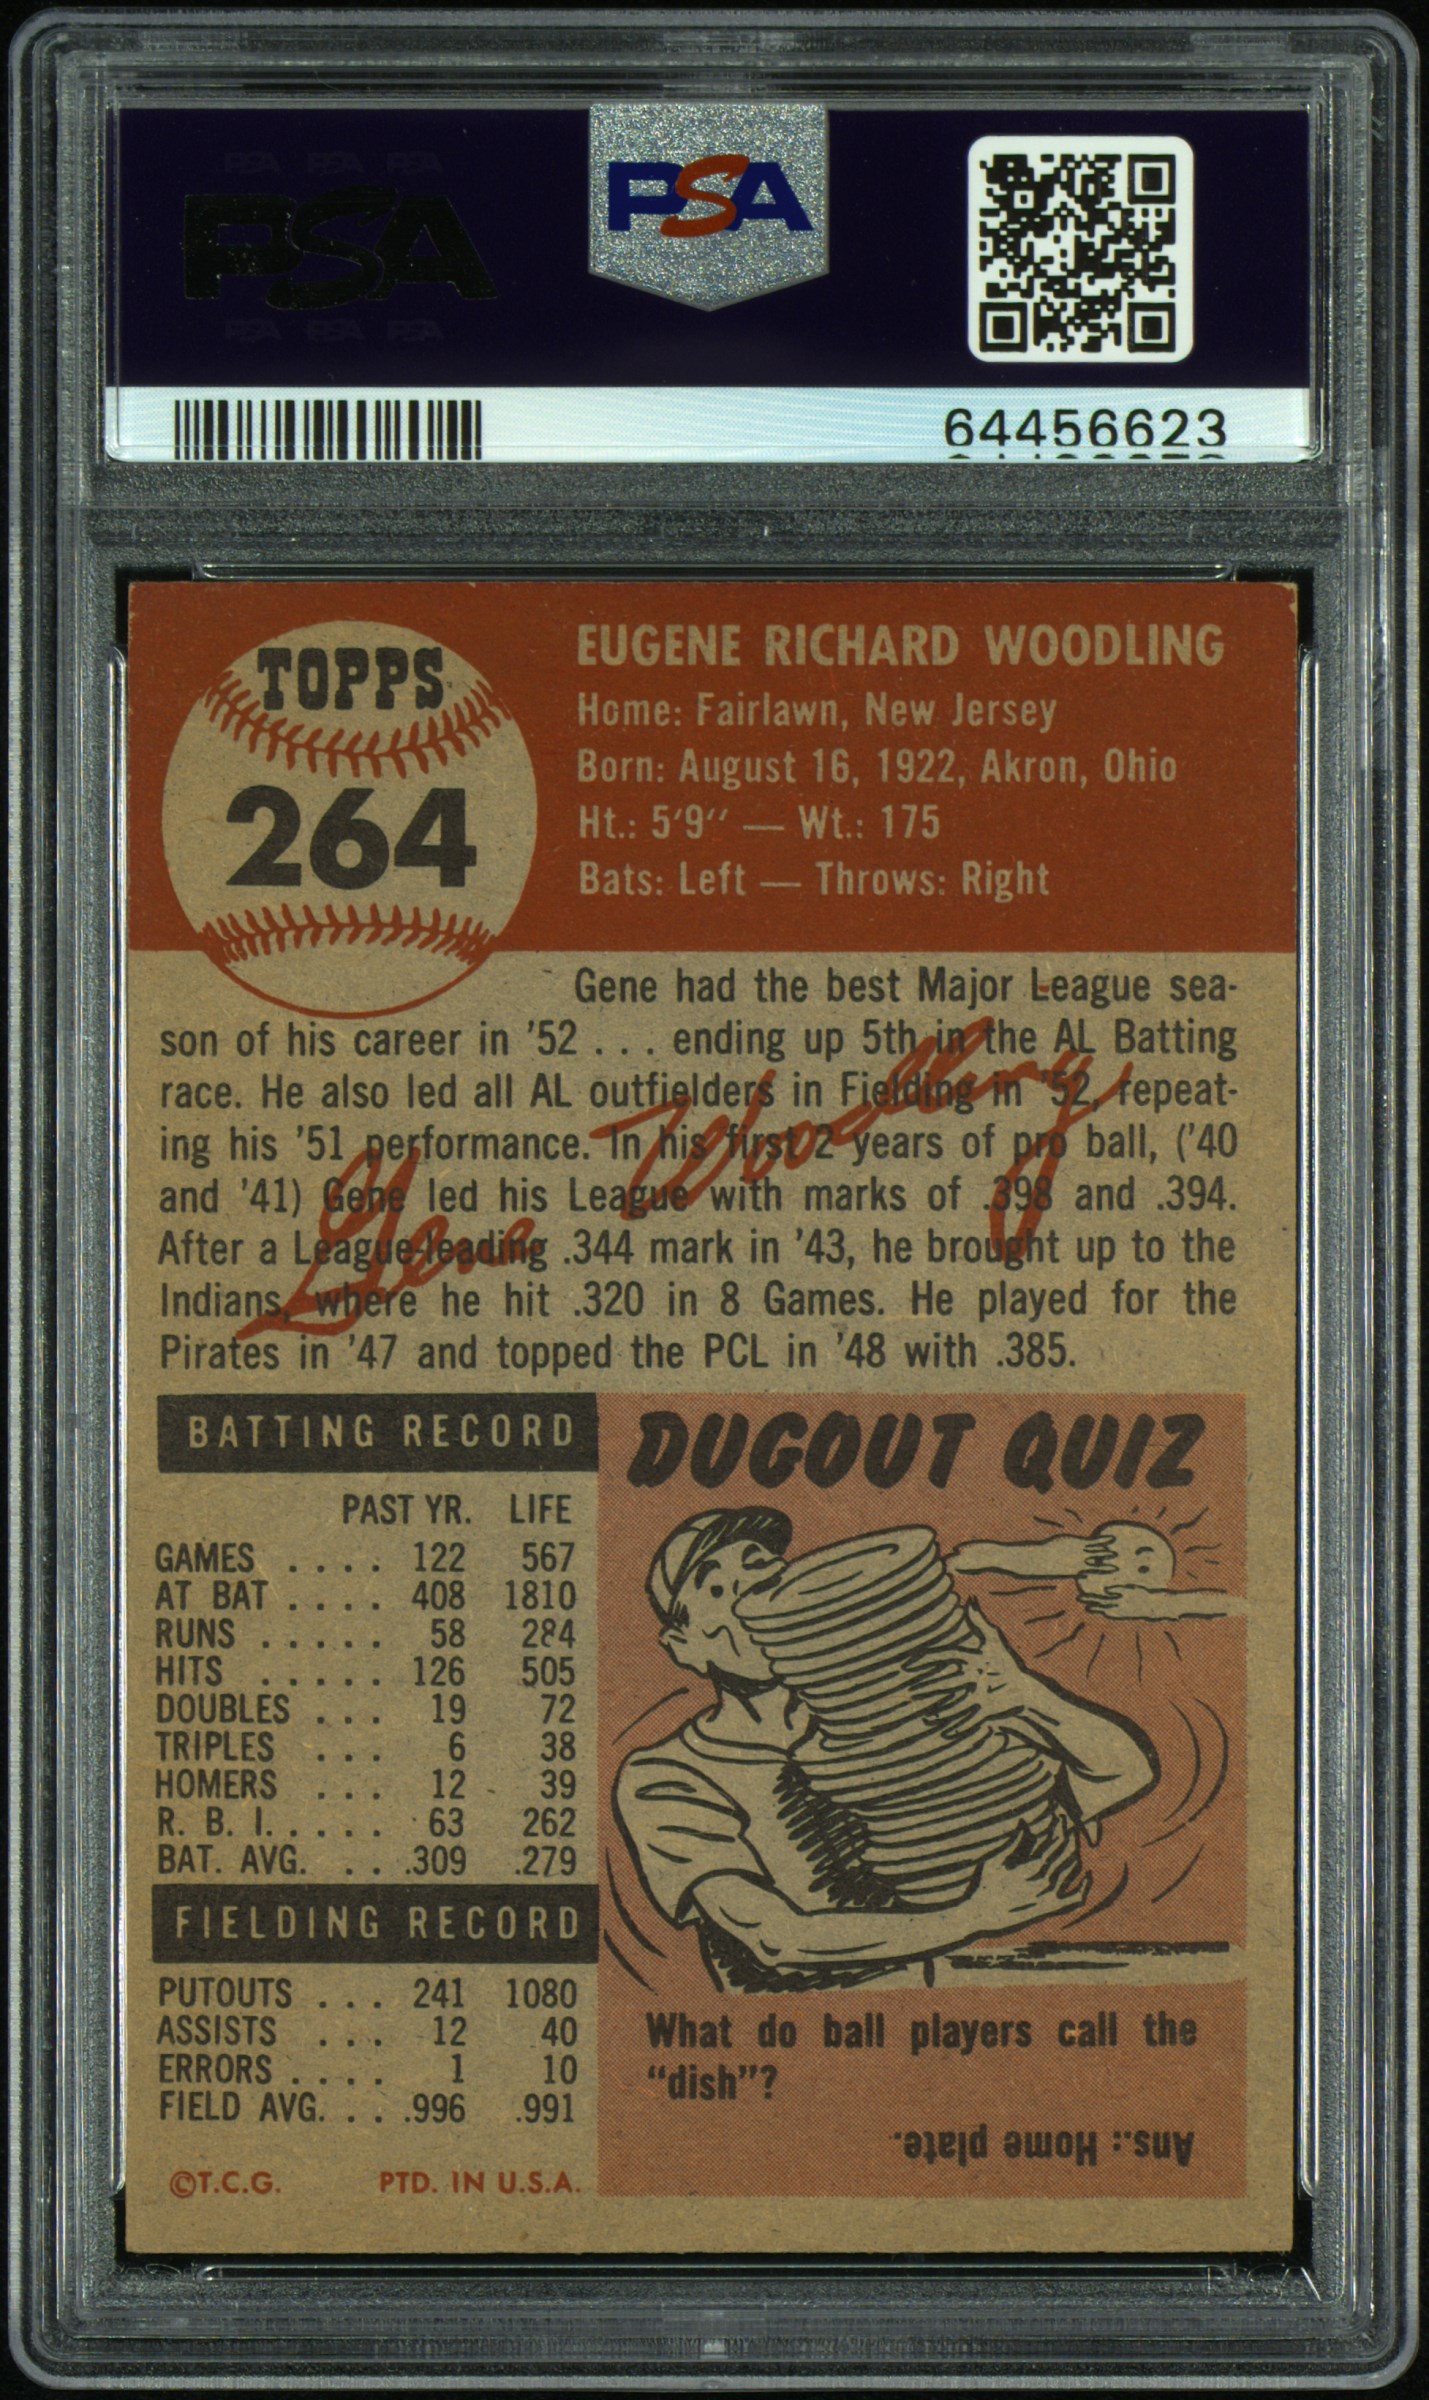 PSA PSA PSA
PSA
PSA PSA PSA
PSA
64456623
TOPPS
264
EUGENE RICHARD WOODLING
Home: Fairlawn, New Jersey
Born: August 16, 1922, Akron, Ohio
Ht.: 5'9" — Wt.: 175
Bats: Left — Throws: Right
Gene had the best Major League sea-
son of his career in '52 . . . ending up 5th in the AL Batting
race. He also led all AL outfielders in Fielding in '52, repeat-
ing his '51 performance. In his first 2 years of pro ball, ('40
and '41) Gene led his League with marks of .398 and .394.
After a League-leading .344 mark in '43, he brought up to the
Indians, where he hit .320 in 8 Games. He played for the
Pirates in '47 and topped the PCL in '48 with .385.
Gene Woodling
BATTING RECORD
PAST YR. LIFE
GAMES . . . . 122 567
AT BAT . . . . 408 1810
RUNS . . . . . 58 284
HITS . . . . . 126 505
DOUBLES . . . 19 72
TRIPLES . . . 6 38
HOMERS . . . 12 39
R. B. I. . . . . 63 262
BAT. AVG. . . .309 .279
FIELDING RECORD
PUTOUTS . . . 241 1080
ASSISTS . . . 12 40
ERRORS . . . . 1 10
FIELD AVG. . . .996 .991
©T.C.G. PTD. IN U.S.A.
DUGOUT QUIZ
What do ball players call the
"dish"?
Ans.: Home plate.